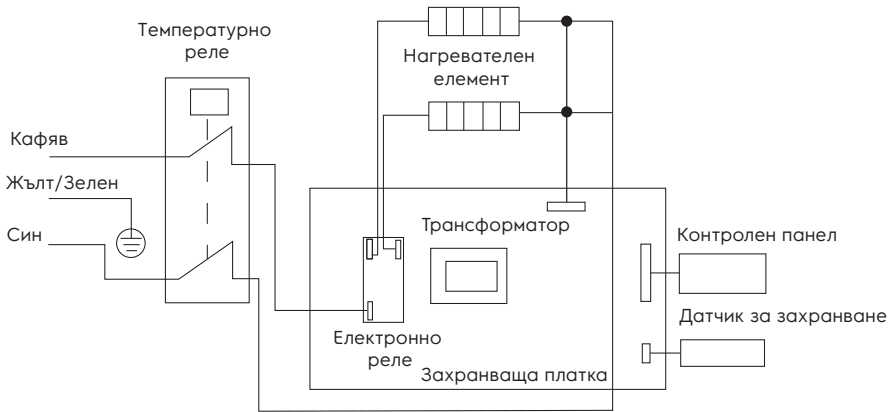 Температурно
реле
Нагревателен
елемент
Кафяв
Жълт/Зелен
Син
Трансформатор
Контролен панел
Датчик за захранване
Електронно
реле
Захранваща платка